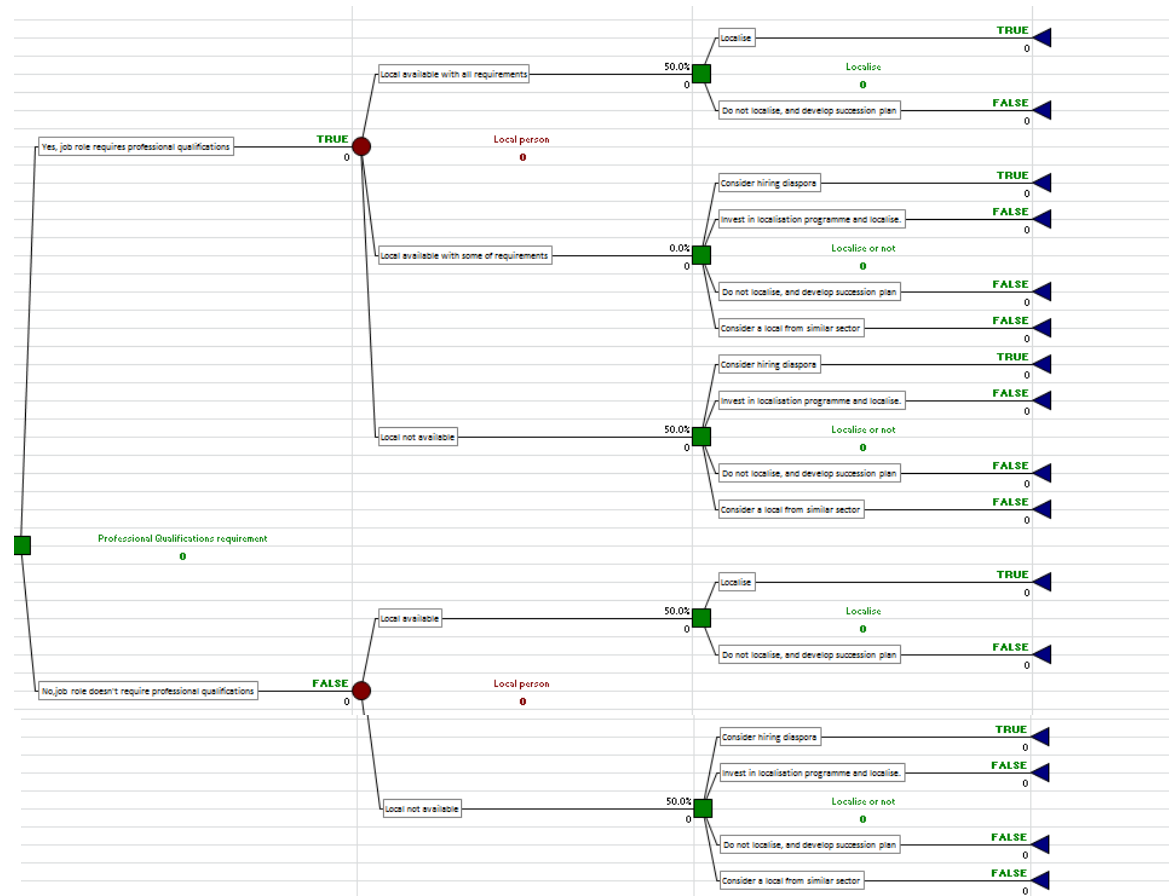 Localise
TRUE
0
Local available with all requirements
50.0%
0
Localise
0
Do not localise, and develop succession plan
FALSE
0
Yes, job role requires professional qualifications
TRUE
0
Local person
0
Consider hiring diaspora
TRUE
0
Invest in localisation programme and localise.
FALSE
0
Local available with some of requirements
0.0%
0
Localise or not
0
Do not localise, and develop succession plan
FALSE
0
Consider a local from similar sector
FALSE
0
Consider hiring diaspora
TRUE
0
Invest in localisation programme and localise.
FALSE
0
Local not available
50.0%
0
Localise or not
0
Do not localise, and develop succession plan
FALSE
0
Consider a local from similar sector
FALSE
0
Professional Qualifications requirement
0
Localise
TRUE
0
Local available
50.0%
0
Localise
0
Do not localise, and develop succession plan
FALSE
0
No,job role doesn't require professional qualifications
FALSE
0
Local person
0
Consider hiring diaspora
TRUE
0
Invest in localisation programme and localise.
FALSE
0
Local not available
50.0%
0
Localise or not
0
Do not localise, and develop succession plan
FALSE
0
Consider a local from similar sector
FALSE
0